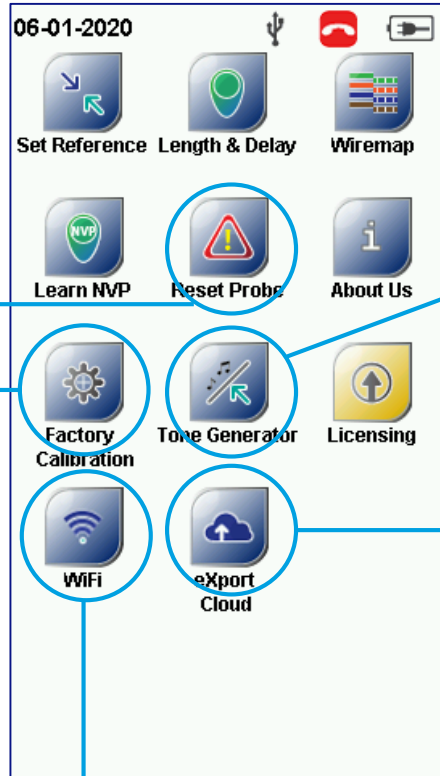 06-01-2020
Set Reference Length & Delay Wiremap
NVP
Learn NVP Reset Probe About Us
Factory Tone Generator Licensing
Calibration
WiFi eXport
Cloud